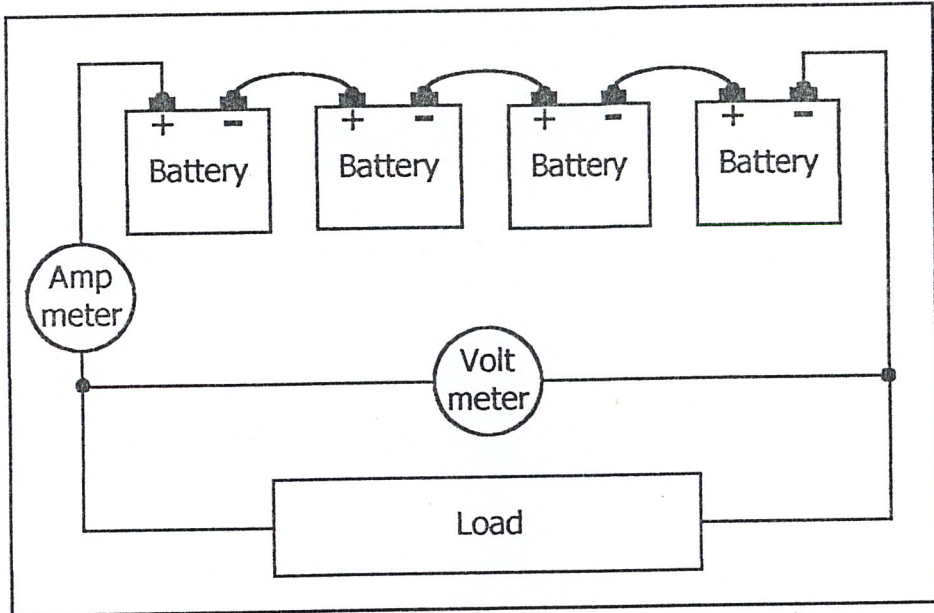 + - + - + - + -
Battery Battery Battery Battery
Amp
meter
Volt
meter
Load